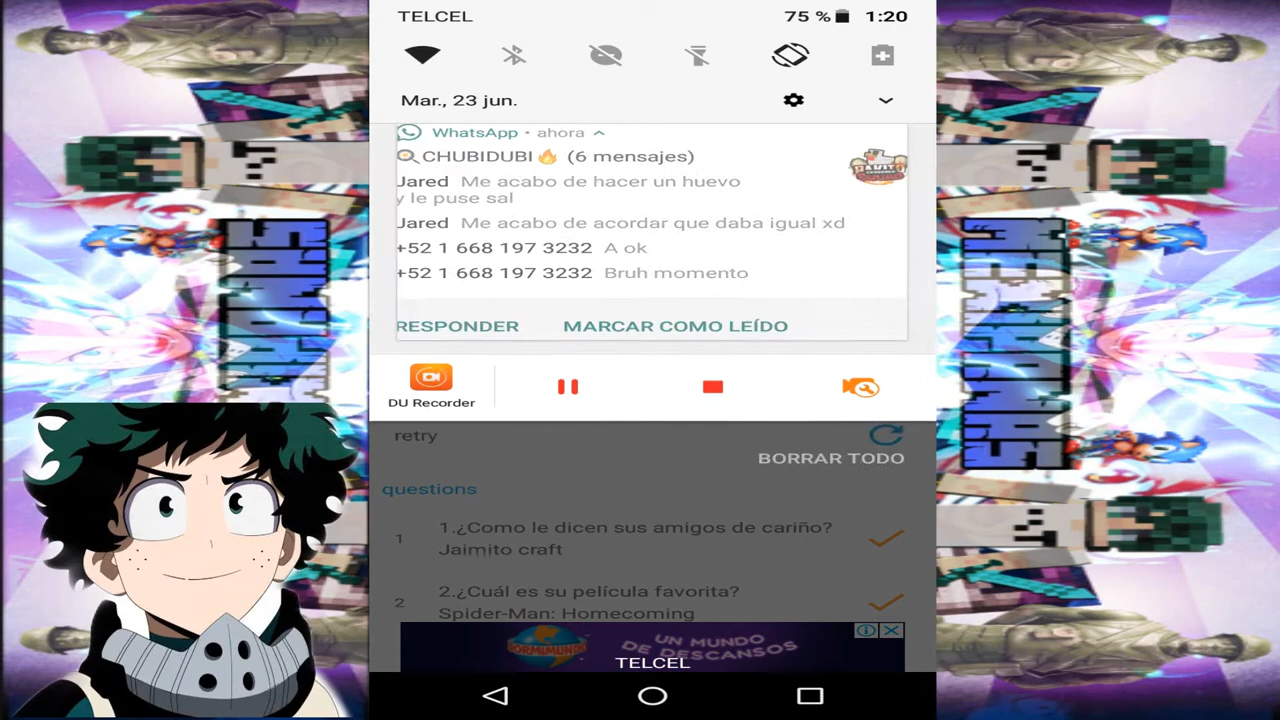 TELCEL 75 % 1:20
Mar., 23 jun.
WhatsApp • ahora
CHUBIDUBI🔥 (6 mensajes)
Jared Me acabo de hacer un huevo
y le puse sal
Jared Me acabo de acordar que daba igual xd
+52 1 668 197 3232 A ok
+52 1 668 197 3232 Bruh momento
RESPONDER MARCAR COMO LEÍDO
DU Recorder
retry
BORRAR TODO
questions
1 1.¿Como le dicen sus amigos de cariño?
Jaimito craft
2 2.¿Cuál es su película favorita?
Spider-Man: Homecoming
DORMIMUNDO
UN MUNDO
DE DESCANSOS
TELCEL